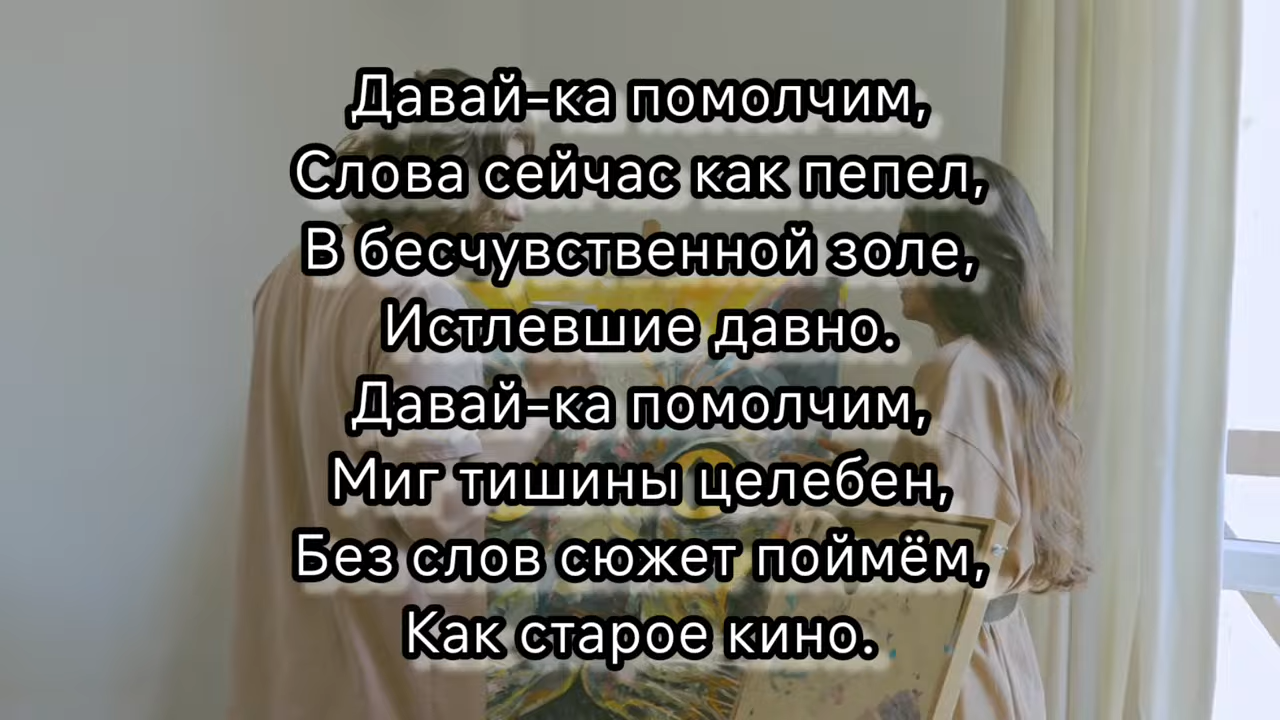 Давай-ка помолчим,
Слова сейчас как пепел,
В бесчувственной золе,
Истлевшие давно.
Давай-ка помолчим,
Миг тишины целебен,
Без слов сюжет поймём,
Как старое кино.